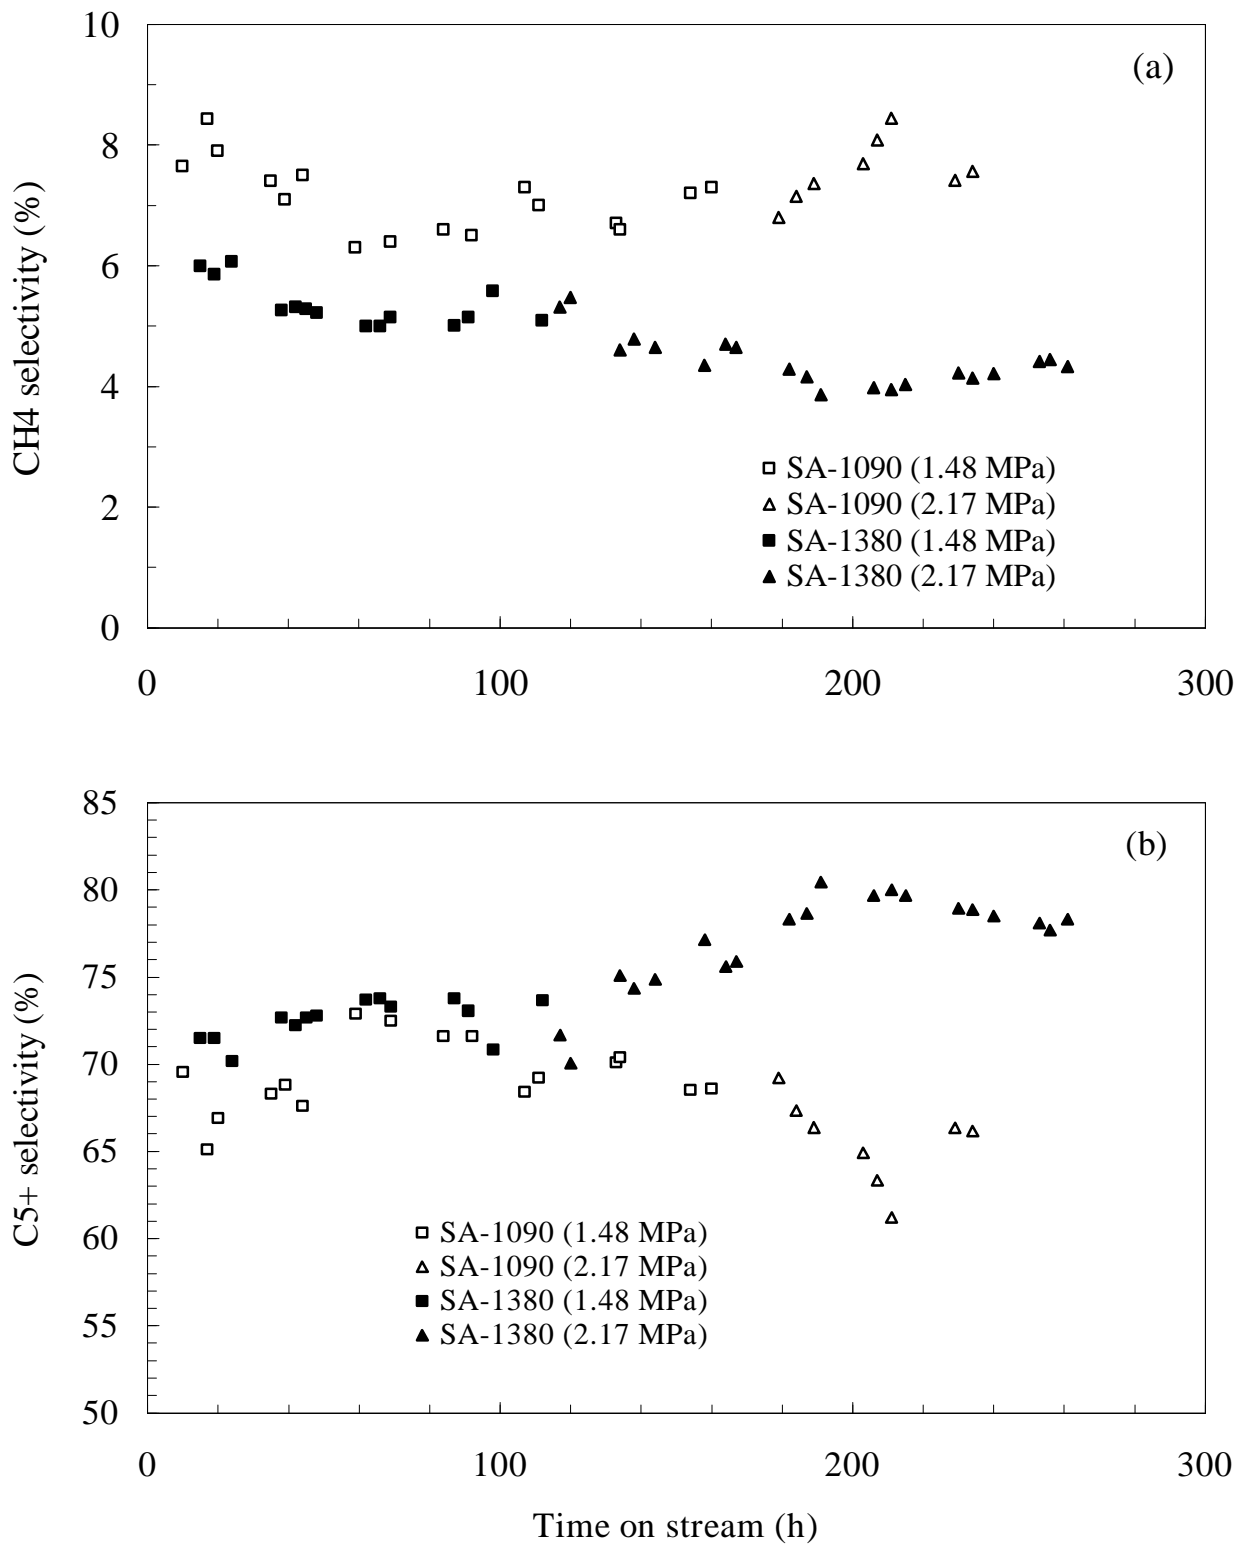 10
(a)
8
6
4
2
0
CH4 selectivity (%)
SA-1090 (1.48 MPa)
SA-1090 (2.17 MPa)
SA-1380 (1.48 MPa)
SA-1380 (2.17 MPa)
0 100 200 300
85
(b)
80
75
70
65
60
55
50
C5+ selectivity (%)
SA-1090 (1.48 MPa)
SA-1090 (2.17 MPa)
SA-1380 (1.48 MPa)
SA-1380 (2.17 MPa)
0 100 200 300
Time on stream (h)